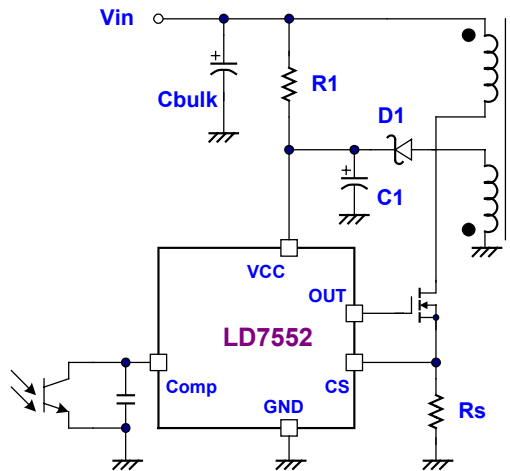 Vin
Cbulk
R1
D1
C1
VCC
OUT
LD7552
Comp
CS
GND
Rs